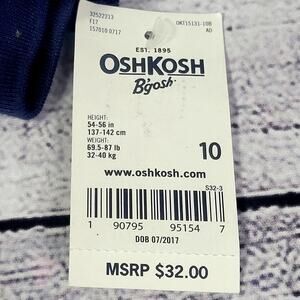 32522213 OKT15131-10B
F17 AD
157010 0717
EST. 1895
OSHKOSH
B'gosh
HEIGHT:
54-56 in
137-142 cm
WEIGHT:
69.5-87 lb
32-40 kg
10
www.oshkosh.com
S32-3
1 90795 95154 7
DOB 07/2017
MSRP $32.00